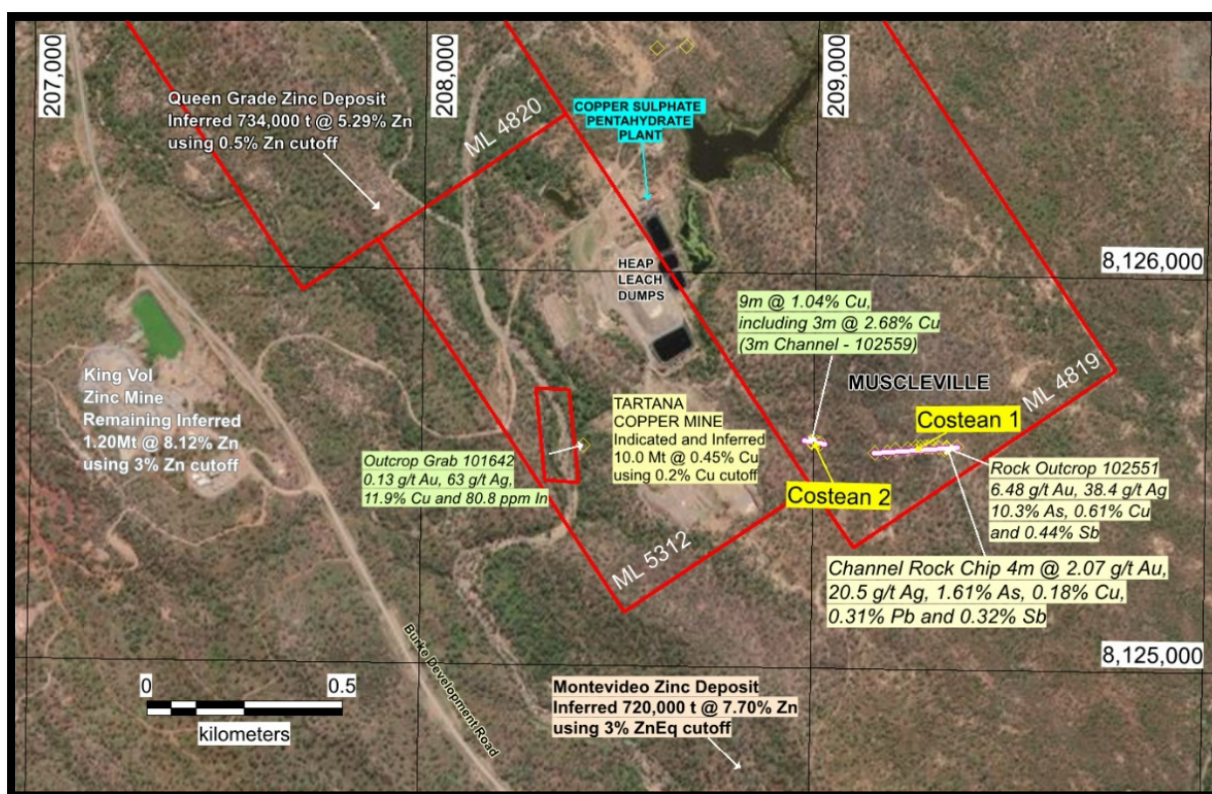 207,000
208,000
209,000
Queen Grade Zinc Deposit
Inferred 734,000 t @ 5.29% Zn
using 0.5% Zn cutoff
ML 4820
COPPER SULPHATE
PENTAHYDRATE
PLANT
8,126,000
HEAP
LEACH
DUMPS
9m @ 1.04% Cu,
including 3m @ 2.68% Cu
(3m Channel - 102559)
King Vol
Zinc Mine
Remaining Inferred
1.20Mt @ 8.12% Zn
using 3% Zn cutoff
MUSCLEVILLE
ML 4819
TARTANA
COPPER MINE
Indicated and Inferred
10.0 Mt @ 0.45% Cu
using 0.2% Cu cutoff
Costean 1
Outcrop Grab 101642
0.13 g/t Au, 63 g/t Ag,
11.9% Cu and 80.8 ppm In
Costean 2
Rock Outcrop 102551
6.48 g/t Au, 38.4 g/t Ag
10.3% As, 0.61% Cu
and 0.44% Sb
ML 5312
Channel Rock Chip 4m @ 2.07 g/t Au,
20.5 g/t Ag, 1.61% As, 0.18% Cu,
0.31% Pb and 0.32% Sb
Burke Development Road
8,125,000
0 0.5
kilometers
Montevideo Zinc Deposit
Inferred 720,000 t @ 7.70% Zn
using 3% ZnEq cutoff